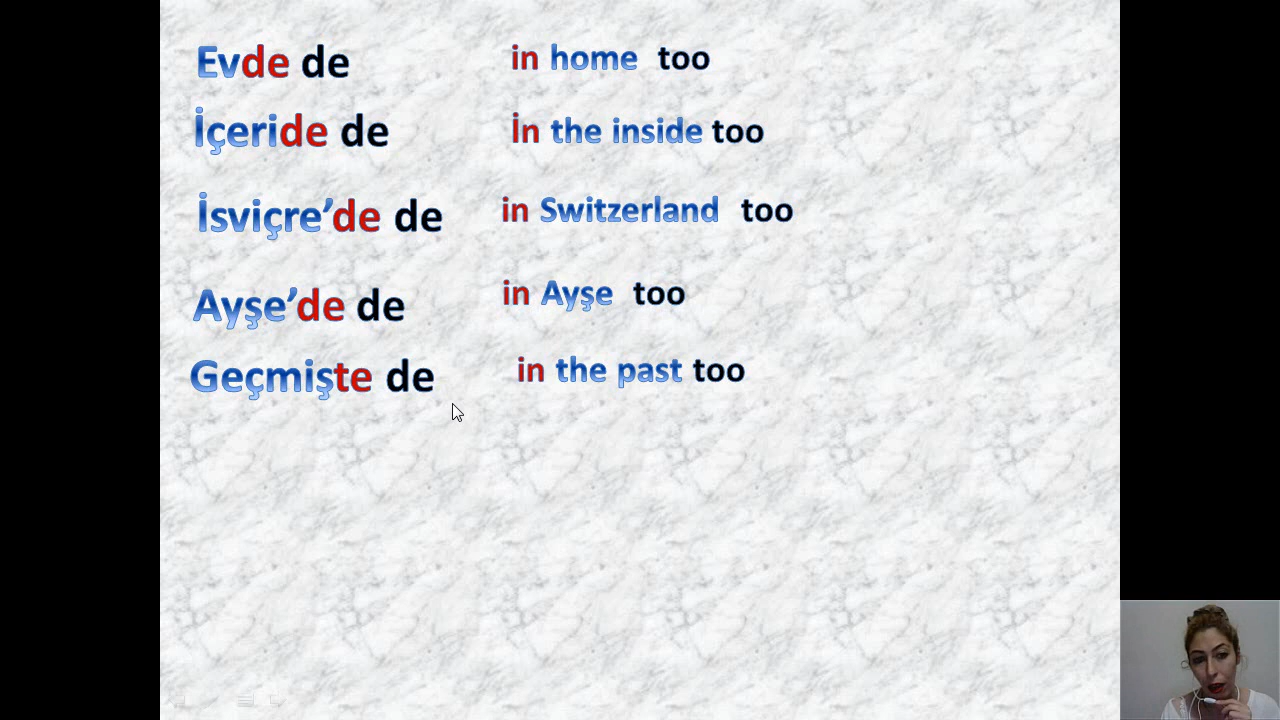 Evde de in home too
İçeride de İn the inside too
İsviçre’de de in Switzerland too
Ayşe’de de in Ayşe too
Geçmişte de in the past too